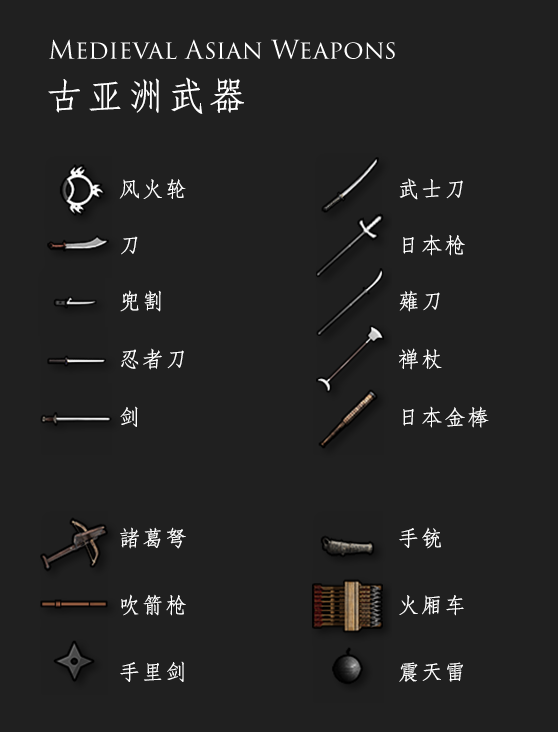 MEDIEVAL ASIAN WEAPONS
古亚洲武器
风火轮
刀
兜割
忍者刀
剑
武士刀
日本枪
薙刀
禅杖
日本金棒
諸葛弩
吹箭枪
手里剑
手铳
火厢车
震天雷